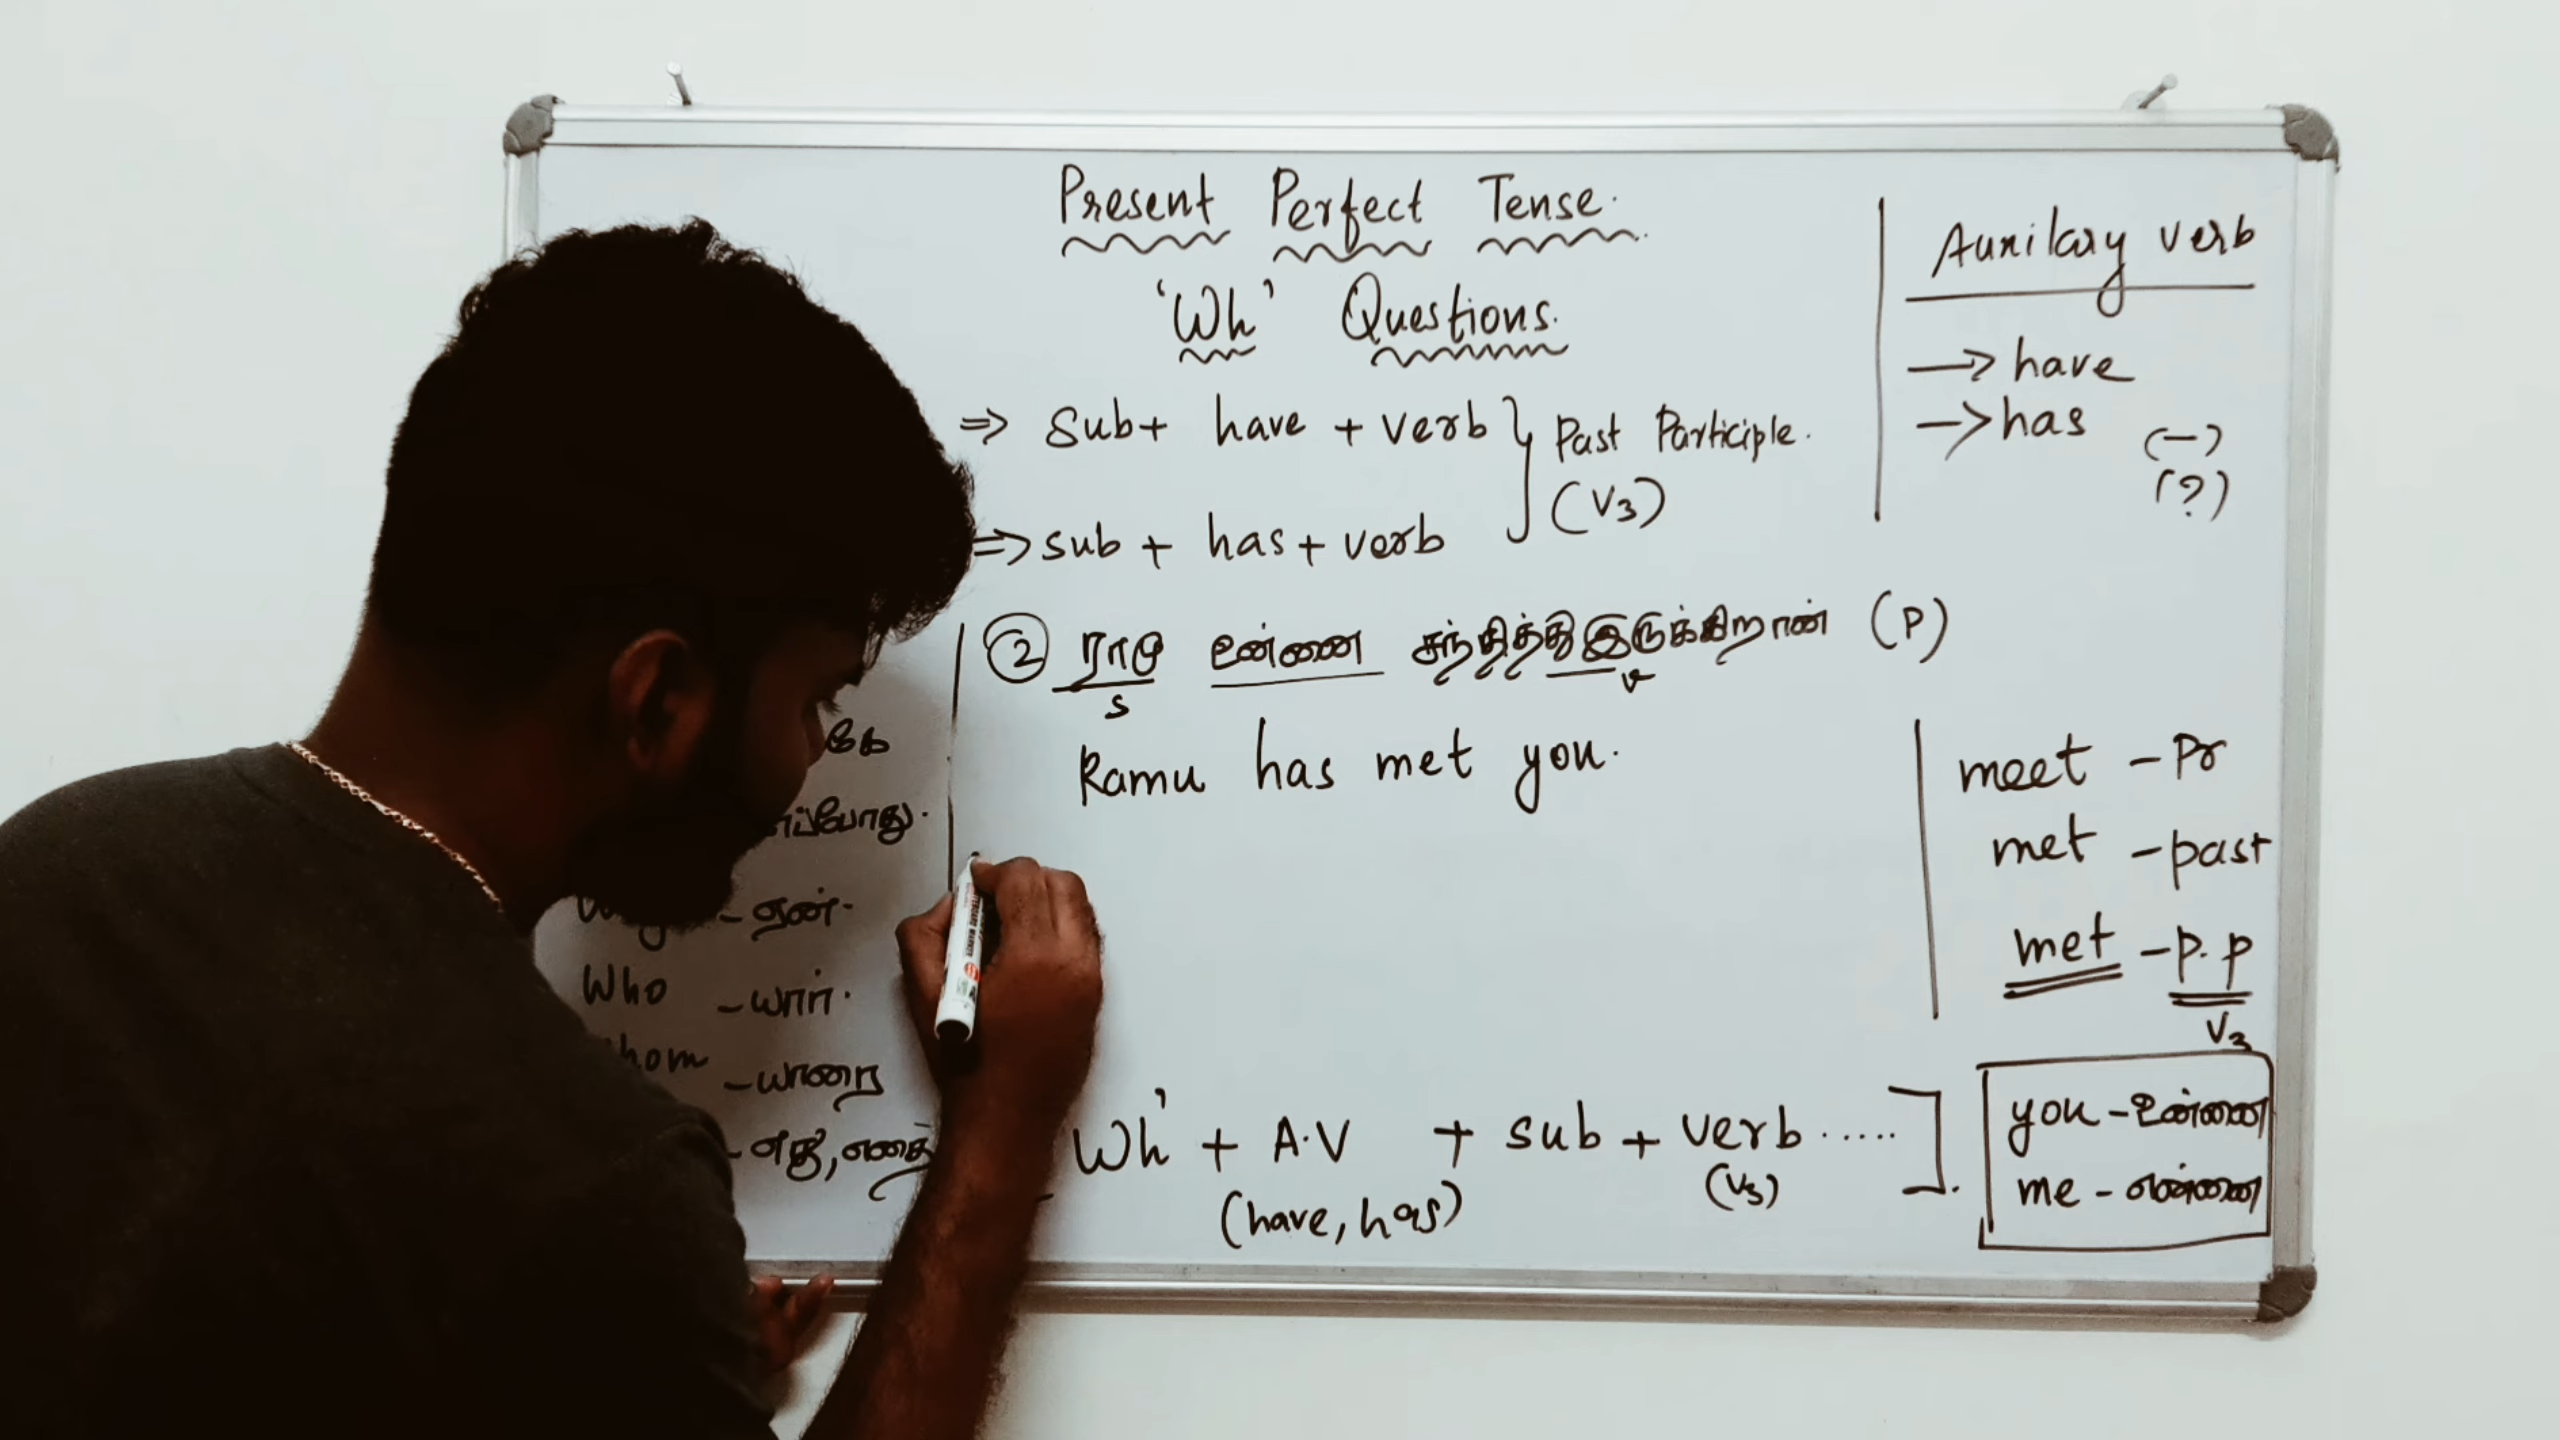 Present Perfect Tense.
'Wh' Questions.
⇒ Sub + have + verb } Past Participle.
(V3)
⇒ sub + has + verb
Auxilary verb
→ have
→ has (-)
(?)
② ராமு உன்னை சந்தித்து இருக்கிறான் (P)
S v
Ramu has met you.
- ஏன்.
Who - யார்.
- யாரை
- எது, எதை
meet - Pr
met - past
met - p.p
V3
Wh' + A.V + sub + verb ..... ].
(have, has) (V3)
you - உன்னை
me - என்னை